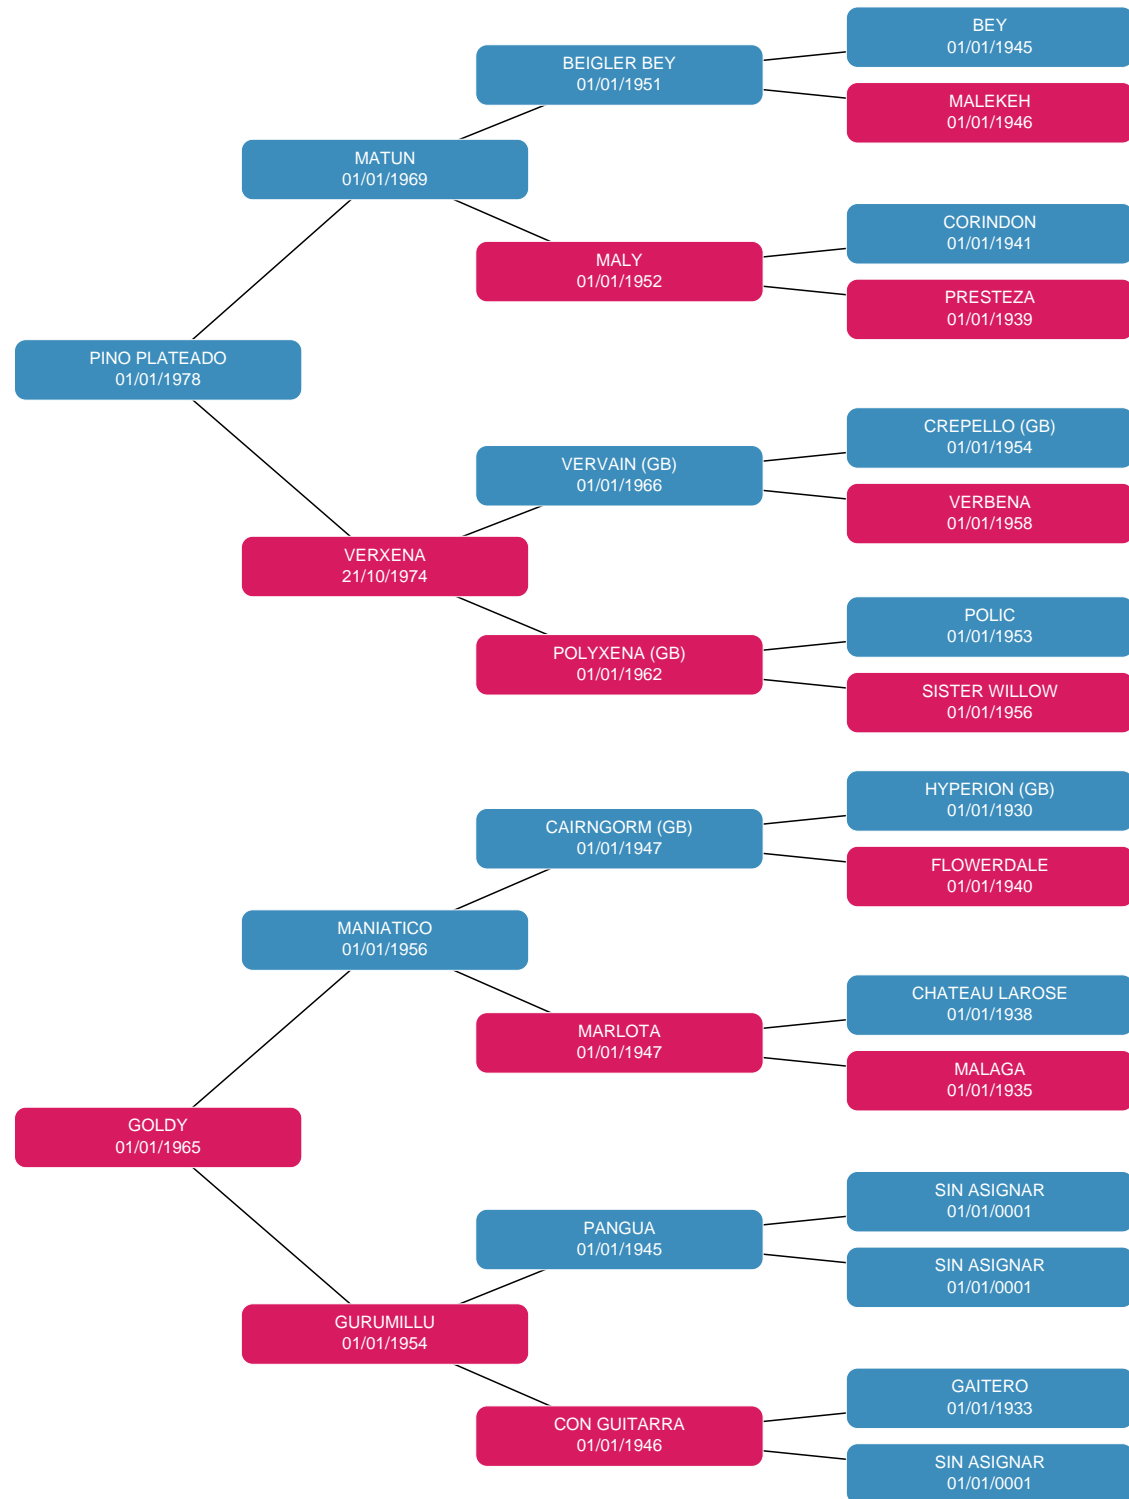 BEY
01/01/1945
BEIGLER BEY
01/01/1951
MALEKEH
01/01/1946
MATUN
01/01/1969
CORINDON
01/01/1941
MALY
01/01/1952
PRESTEZA
01/01/1939
PINO PLATEADO
01/01/1978
CREPELLO (GB)
01/01/1954
VERVAIN (GB)
01/01/1966
VERBENA
01/01/1958
VERXENA
21/10/1974
POLIC
01/01/1953
POLYXENA (GB)
01/01/1962
SISTER WILLOW
01/01/1956
HYPERION (GB)
01/01/1930
CAIRNGORM (GB)
01/01/1947
FLOWERDALE
01/01/1940
MANIATICO
01/01/1956
CHATEAU LAROSE
01/01/1938
MARLOTA
01/01/1947
MALAGA
01/01/1935
GOLDY
01/01/1965
SIN ASIGNAR
01/01/0001
PANGUA
01/01/1945
SIN ASIGNAR
01/01/0001
GURUMILLU
01/01/1954
GAITERO
01/01/1933
CON GUITARRA
01/01/1946
SIN ASIGNAR
01/01/0001